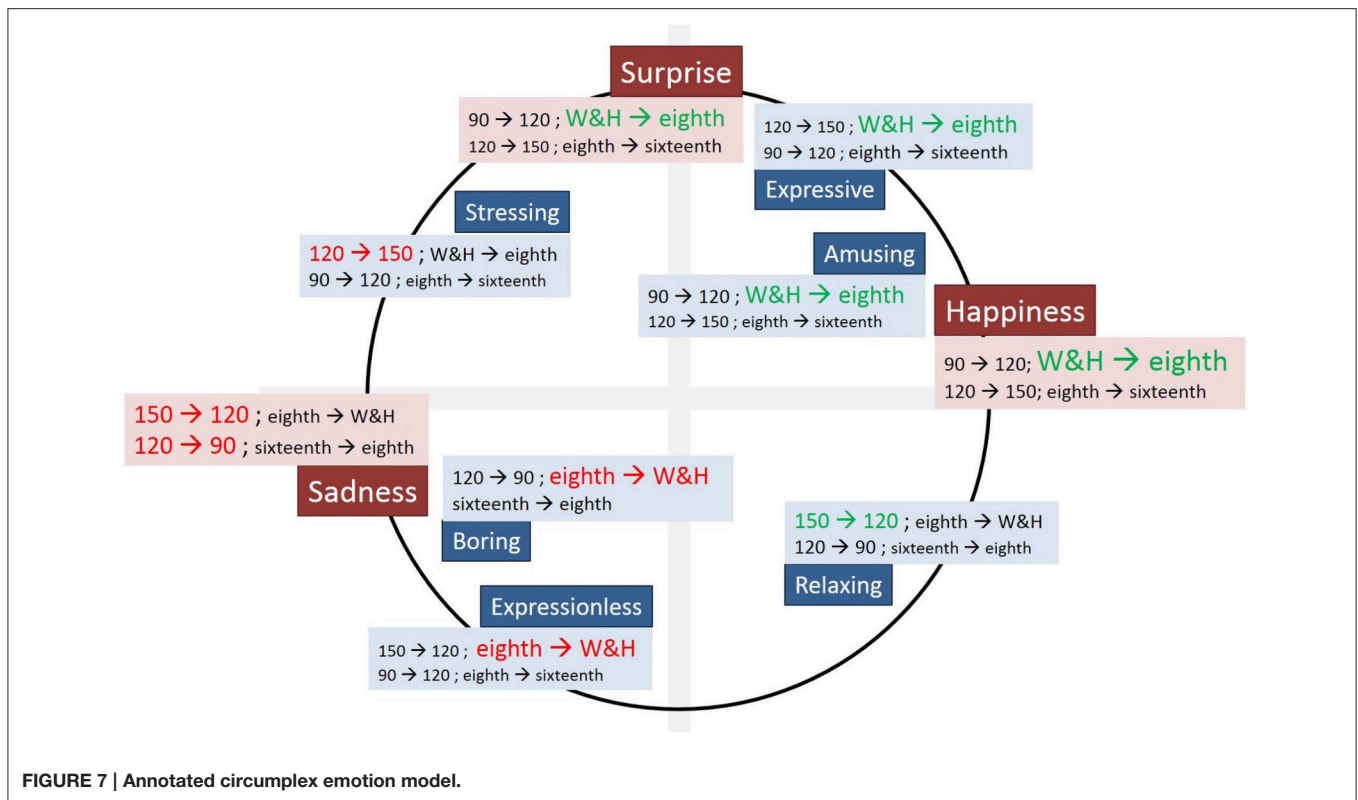 Surprise
90 → 120 ; W&H → eighth
120 → 150 ; eighth → sixteenth
120 → 150 ; W&H → eighth
90 → 120 ; eighth → sixteenth
Expressive
Stressing
120 → 150 ; W&H → eighth
90 → 120 ; eighth → sixteenth
Amusing
90 → 120 ; W&H → eighth
120 → 150 ; eighth → sixteenth
Happiness
90 → 120; W&H → eighth
120 → 150; eighth → sixteenth
150 → 120 ; eighth → W&H
120 → 90 ; sixteenth → eighth
Sadness
120 → 90 ; eighth → W&H
sixteenth → eighth
Boring
150 → 120 ; eighth → W&H
120 → 90 ; sixteenth → eighth
Relaxing
Expressionless
150 → 120 ; eighth → W&H
90 → 120 ; eighth → sixteenth
FIGURE 7 | Annotated circumplex emotion model.